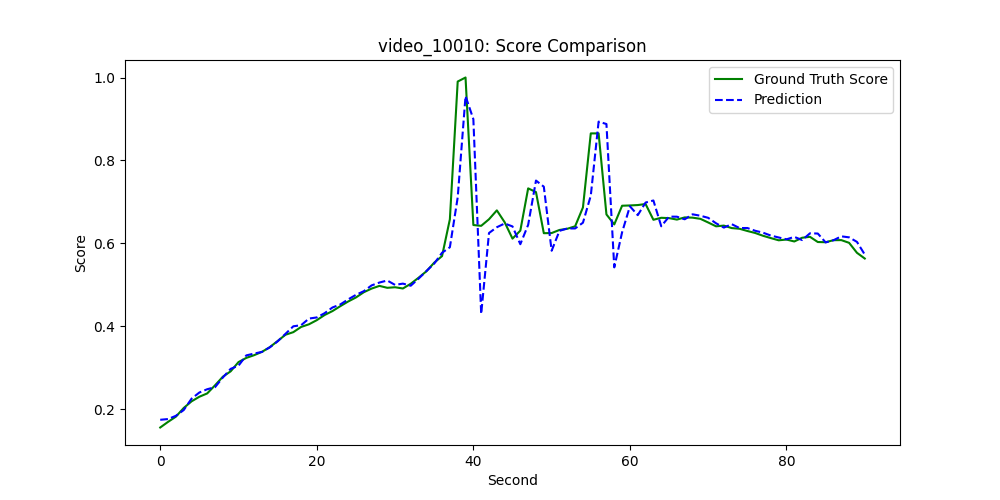 video_10010: Score Comparison
Ground Truth Score
Prediction
1.0
0.8
0.6
0.4
0.2
Score
0 20 40 60 80
Second